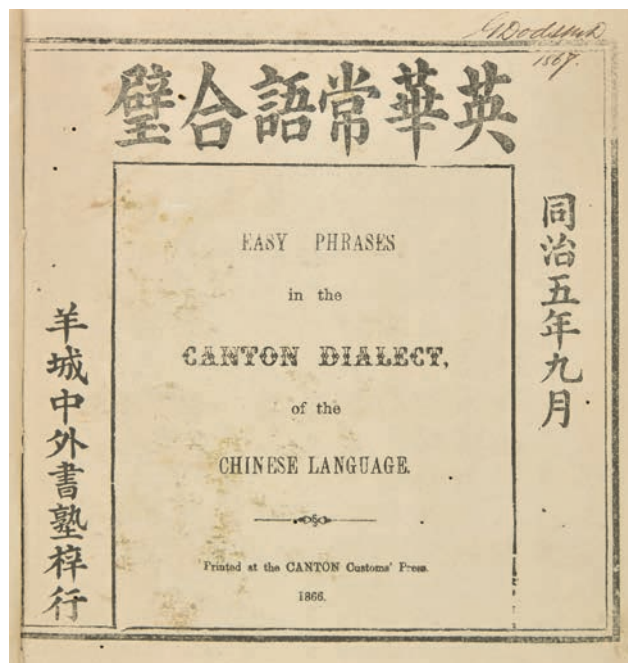 1867.
英華常語合璧
同治五年九月
EASY PHRASES
in the
CANTON DIALECT,
of the
CHINESE LANGUAGE.
Printed at the CANTON Customs' Press.
1866.
羊城中外書塾梓行